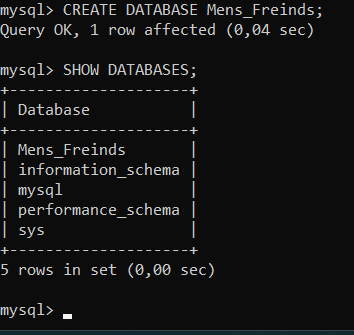 mysql> CREATE DATABASE Mens_Freinds;
Query OK, 1 row affected (0,04 sec)
mysql> SHOW DATABASES;
+--------------------+
| Database           |
+--------------------+
| Mens_Freinds       |
| information_schema |
| mysql              |
| performance_schema |
| sys                |
+--------------------+
5 rows in set (0,00 sec)
mysql>